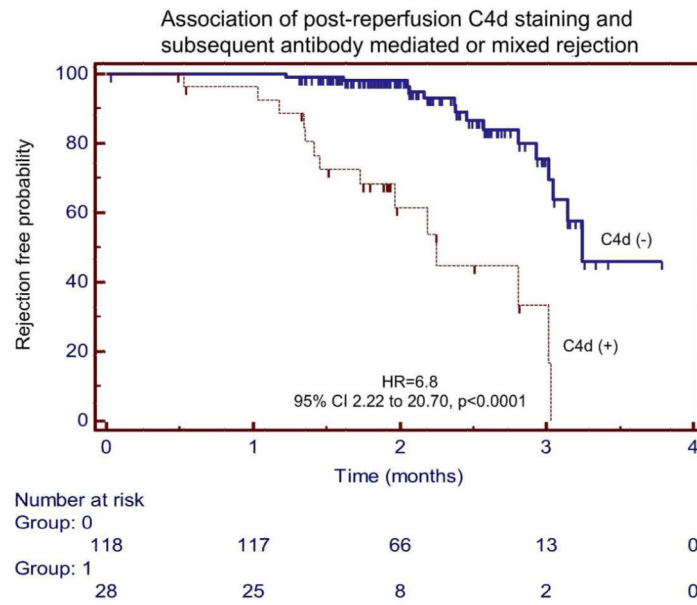 Association of post-reperfusion C4d staining and
subsequent antibody mediated or mixed rejection
100
80
60
40
20
0
Rejection free probability
C4d (-)
C4d (+)
HR=6.8
95% CI 2.22 to 20.70, p<0.0001
0 1 2 3 4
Time (months)
Number at risk
Group: 0
118 117 66 13 0
Group: 1
28 25 8 2 0